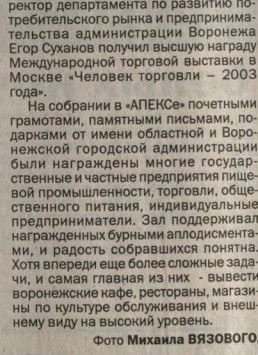 ректор департамента по развитию по-
требительского рынка и предпринима-
тельства администрации Воронежа
Егор Суханов получил высшую награду
Международной торговой выставки в
Москве «Человек торговли – 2003
года».
На собрании в «АПЕКСе» почетными
грамотами, памятными письмами, по-
дарками от имени областной и Воро-
нежской городской администрации
были награждены многие государ-
ственные и частные предприятия пище-
вой промышленности, торговли, обще-
ственного питания, индивидуальные
предприниматели. Зал поддерживал
награжденных бурными аплодисмента-
ми, и радость собравшихся понятна.
Хотя впереди еще более сложные зада-
чи, и самая главная из них - вывести
воронежские кафе, рестораны, магази-
ны по культуре обслуживания и внеш-
нему виду на высокий уровень.
Фото Михаила ВЯЗОВОГО.